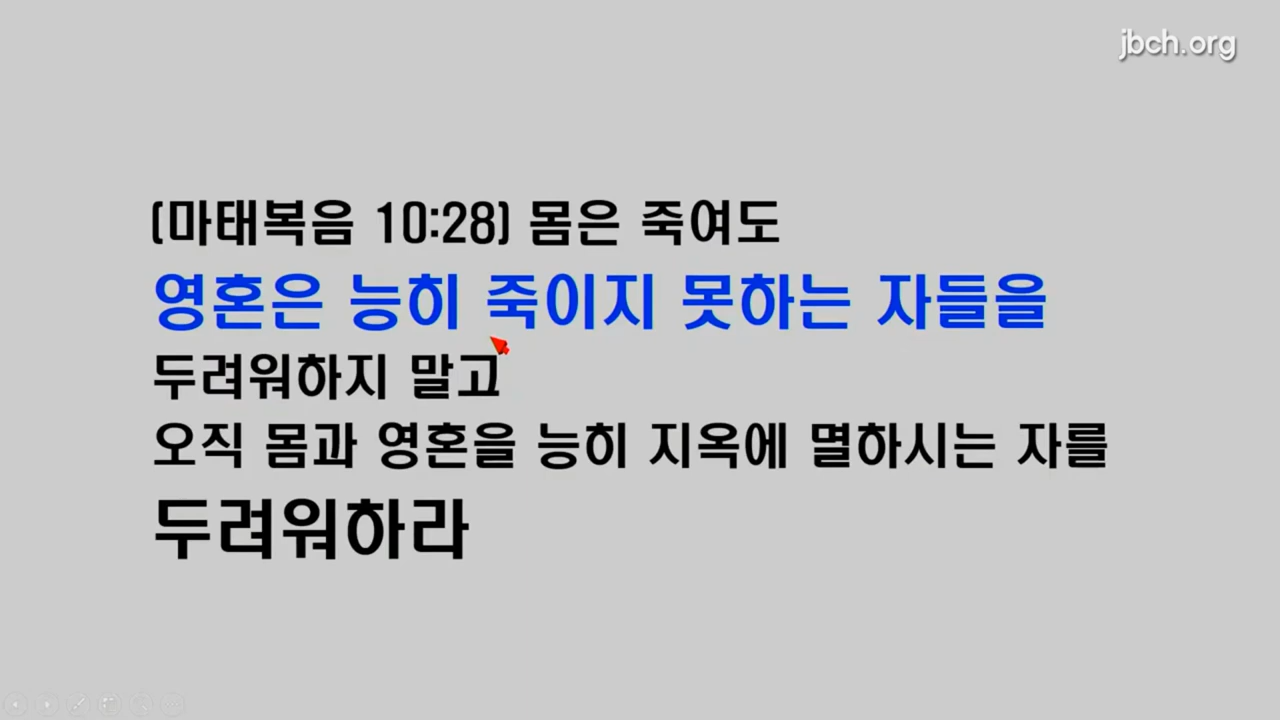 jbch.org
(마태복음 10:28) 몸은 죽여도
영혼은 능히 죽이지 못하는 자들을
두려워하지 말고
오직 몸과 영혼을 능히 지옥에 멸하시는 자를
두려워하라